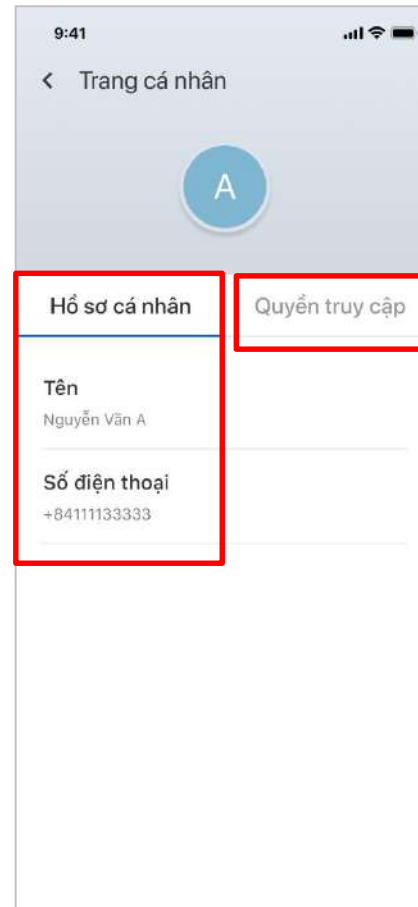 9:41
Trang cá nhân
A
Hồ sơ cá nhân
Quyền truy cập
Tên
Nguyễn Văn A
Số điện thoại
+84111133333